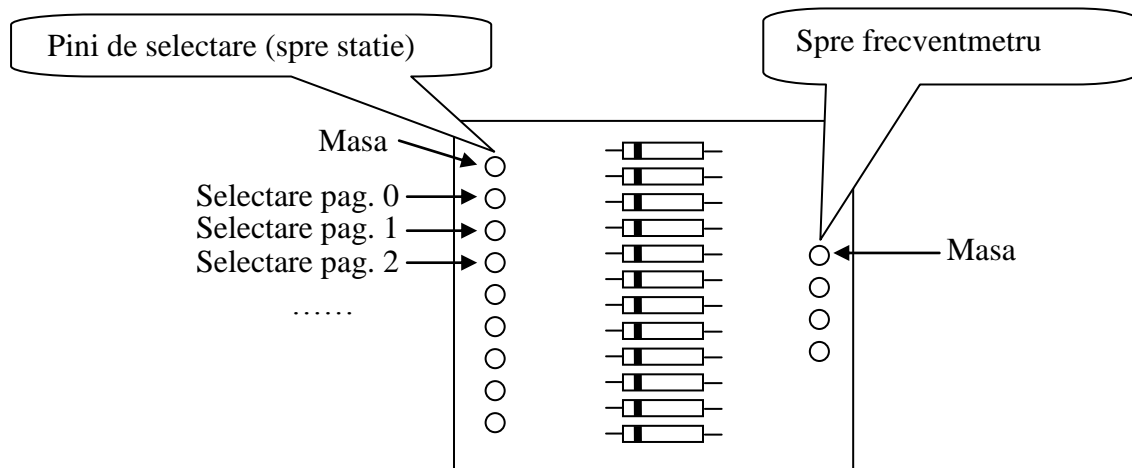 Pini de selectare (spre statie)
Spre frecventmetru
Masa
Selectare pag. 0
Selectare pag. 1
Selectare pag. 2
Masa
……